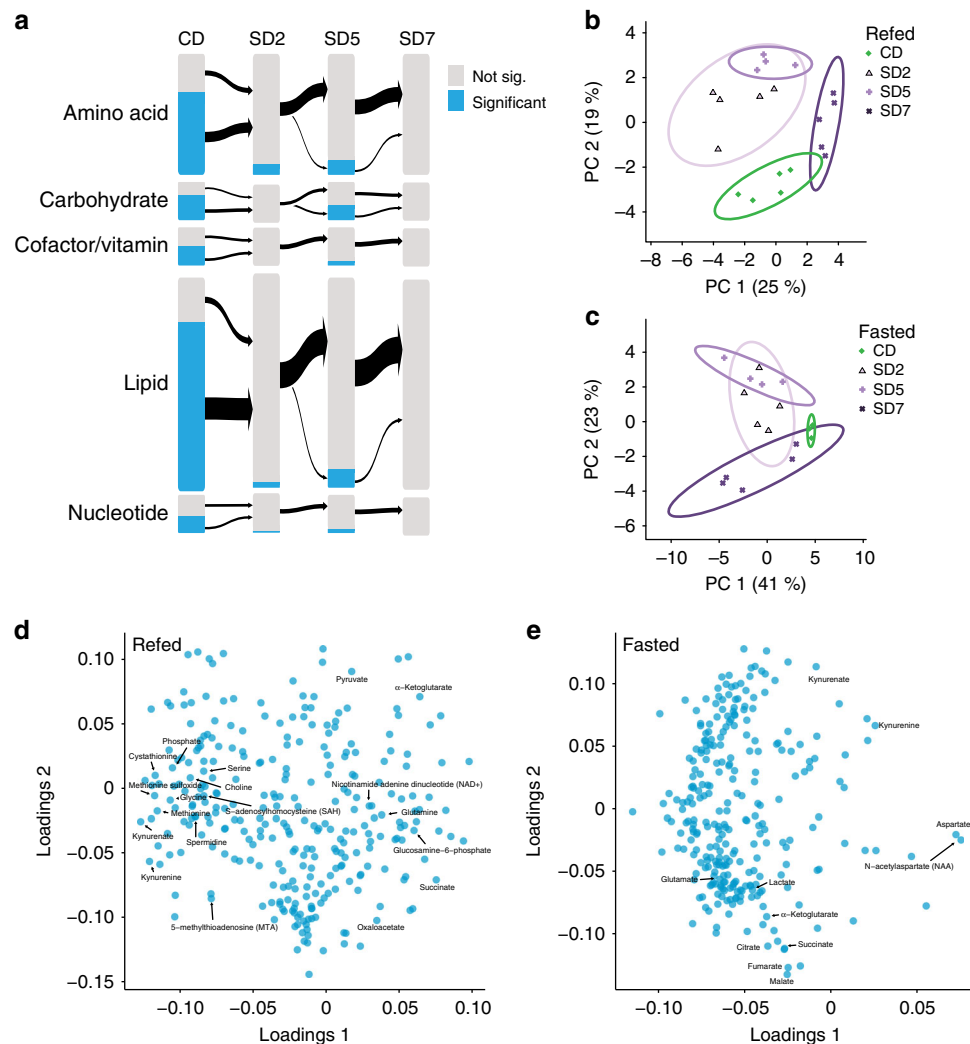 a
CD SD2 SD5 SD7
Not sig.
Significant
Amino acid
Carbohydrate
Cofactor/vitamin
Lipid
Nucleotide
b
Refed
CD
SD2
SD5
SD7
4
2
0
−2
−4
PC 2 (19 %)
−8 −6 −4 −2 0 2 4
PC 1 (25 %)
c
Fasted
CD
SD2
SD5
SD7
4
2
0
−2
−4
−6
PC 2 (23 %)
−10 −5 0 5 10
PC 1 (41 %)
d
Refed
0.10
0.05
0
−0.05
−0.10
−0.15
Loadings 2
Pyruvate
α−Ketoglutarate
Phosphate
Cystathionine
Serine
Methionine sulfoxide
Choline
Nicotinamide adenine dinucleotide (NAD+)
Glycine
S−adenosylhomocysteine (SAH)
Methionine
Glutamine
Kynurenate
Spermidine
Glucosamine−6−phosphate
Kynurenine
Succinate
5−methylthioadenosine (MTA)
Oxaloacetate
−0.10 −0.05 0 0.05 0.10
Loadings 1
e
Fasted
0.10
0.05
0
−0.05
−0.10
Loadings 2
Kynurenate
Kynurenine
Aspartate
N−acetylaspartate (NAA)
Glutamate
Lactate
α−Ketoglutarate
Citrate
Succinate
Fumarate
Malate
−0.10 −0.05 0 0.05
Loadings 1